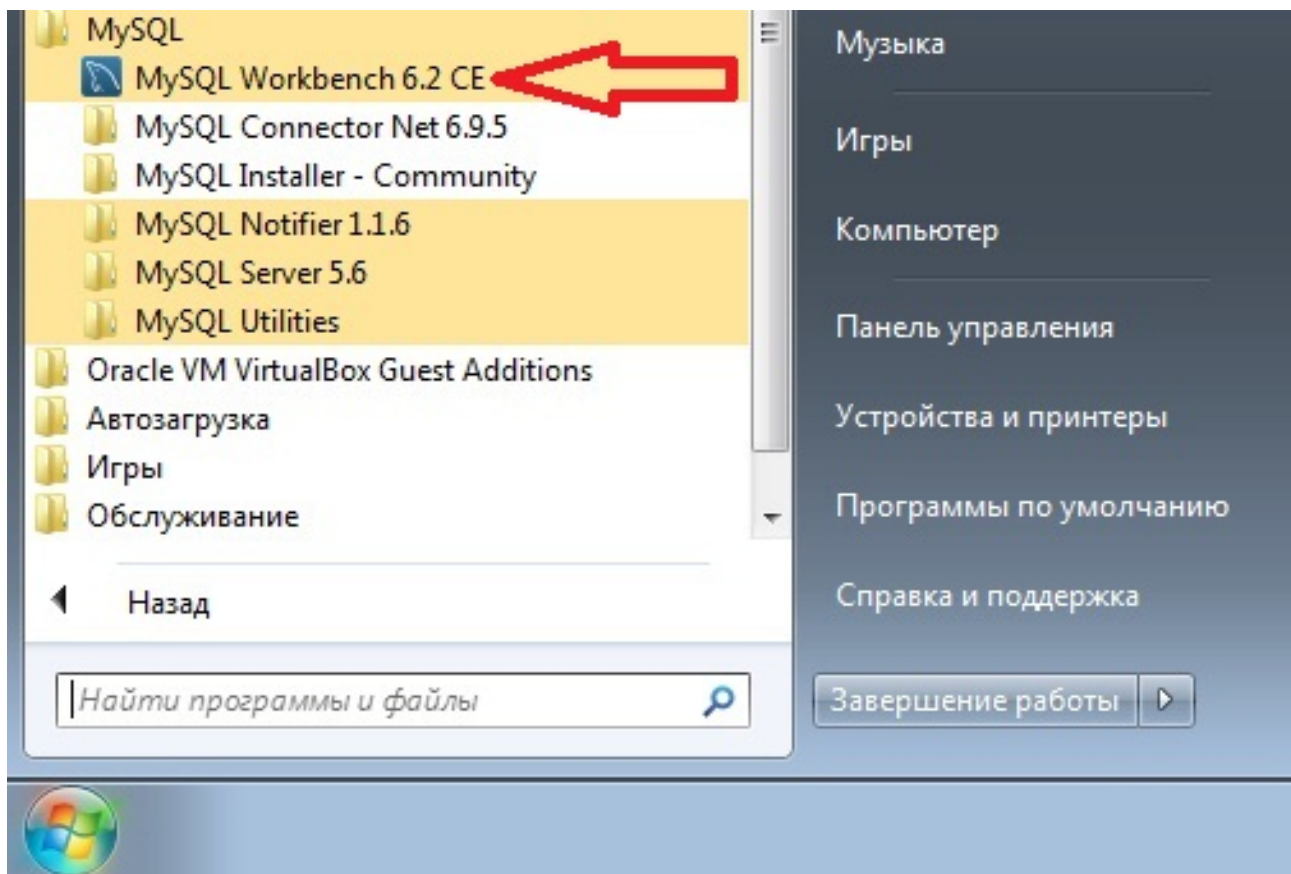 MySQL
MySQL Workbench 6.2 CE
MySQL Connector Net 6.9.5
MySQL Installer - Community
MySQL Notifier 1.1.6
MySQL Server 5.6
MySQL Utilities
Oracle VM VirtualBox Guest Additions
Автозагрузка
Игры
Обслуживание
Назад
Найти программы и файлы
Музыка
Игры
Компьютер
Панель управления
Устройства и принтеры
Программы по умолчанию
Справка и поддержка
Завершение работы